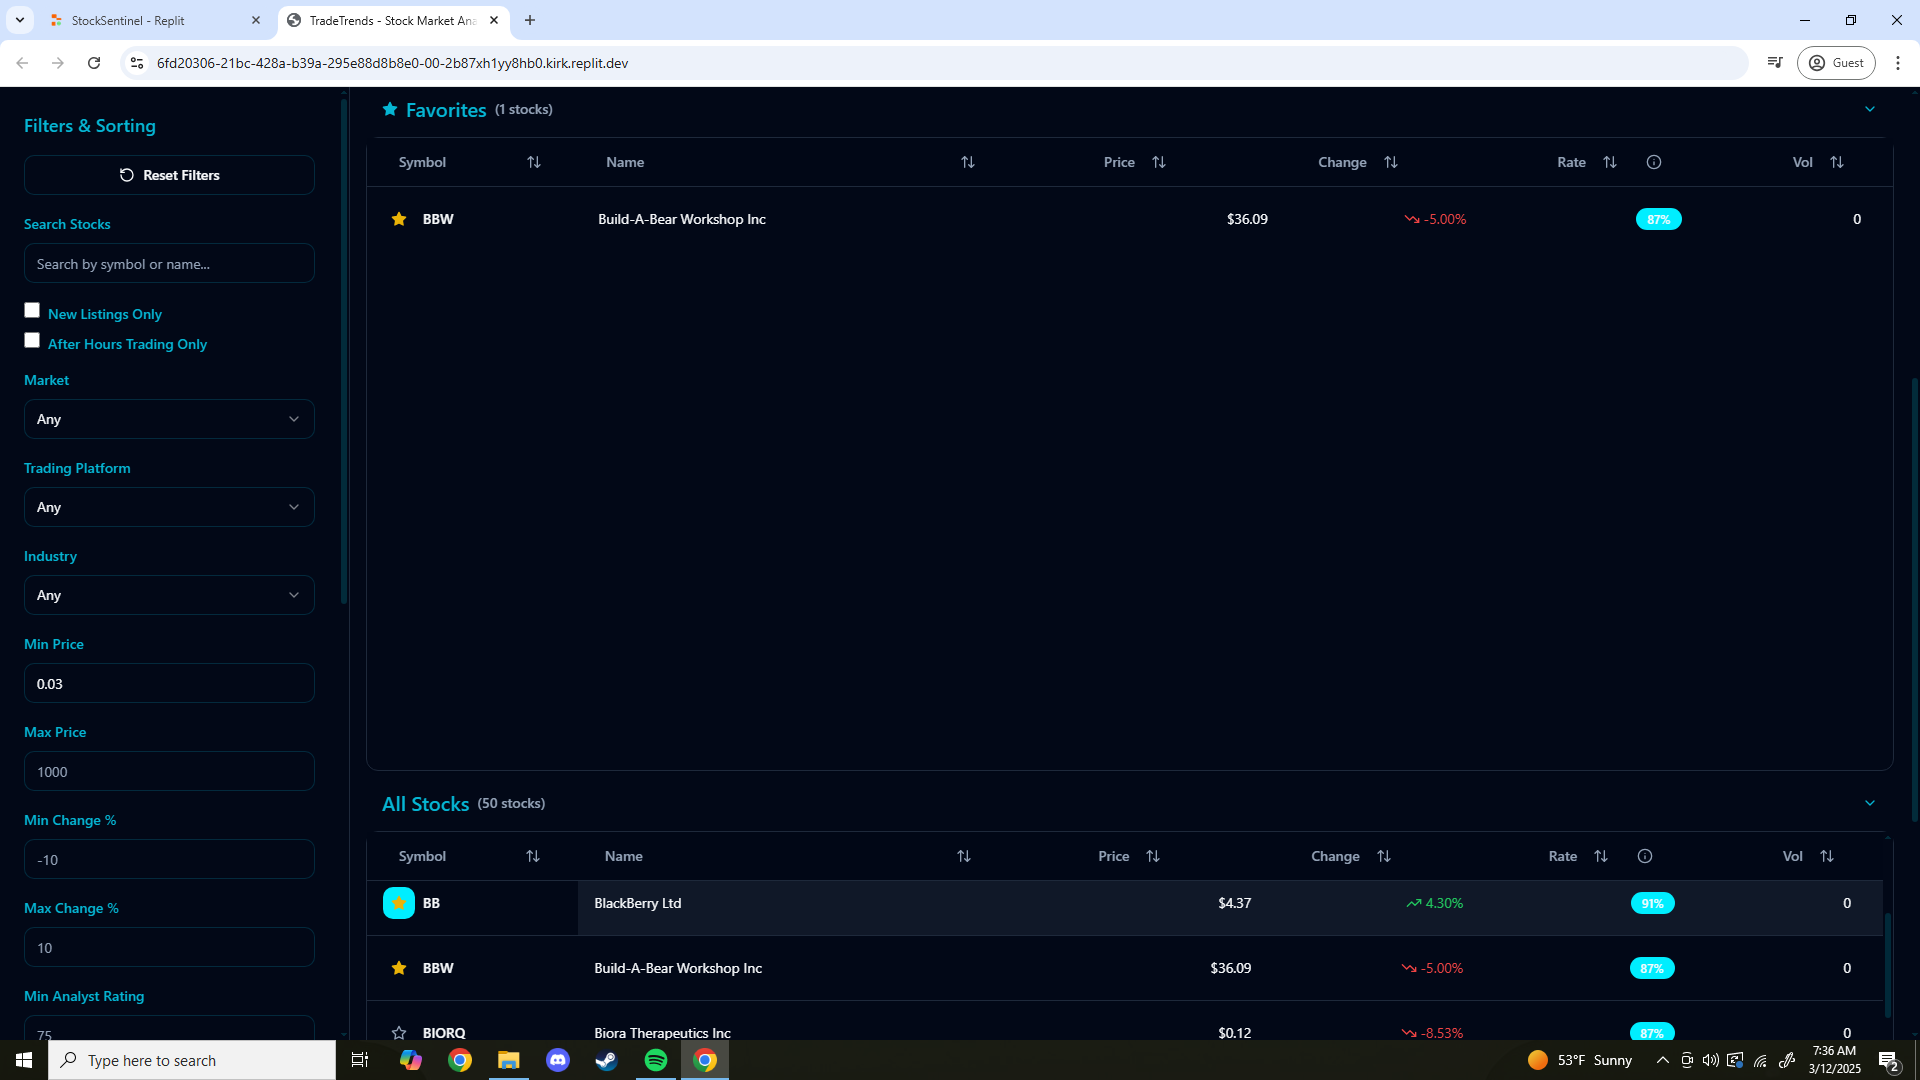 StockSentinel - Replit
TradeTrends - Stock Market Ana
6fd20306-21bc-428a-b39a-295e88d8b8e0-00-2b87xh1yy8hb0.kirk.replit.dev
Guest
Filters & Sorting
Reset Filters
Search Stocks
Search by symbol or name...
New Listings Only
After Hours Trading Only
Market
Any
Trading Platform
Any
Industry
Any
Min Price
0.03
Max Price
1000
Min Change %
-10
Max Change %
10
Min Analyst Rating
75
Favorites (1 stocks)
Symbol Name Price Change Rate Vol
BBW Build-A-Bear Workshop Inc $36.09 -5.00% 87% 0
All Stocks (50 stocks)
Symbol Name Price Change Rate Vol
BB BlackBerry Ltd $4.37 4.30% 91% 0
BBW Build-A-Bear Workshop Inc $36.09 -5.00% 87% 0
BIORQ Biora Therapeutics Inc $0.12 -8.53% 87% 0
Type here to search
53°F Sunny
7:36 AM
3/12/2025
2